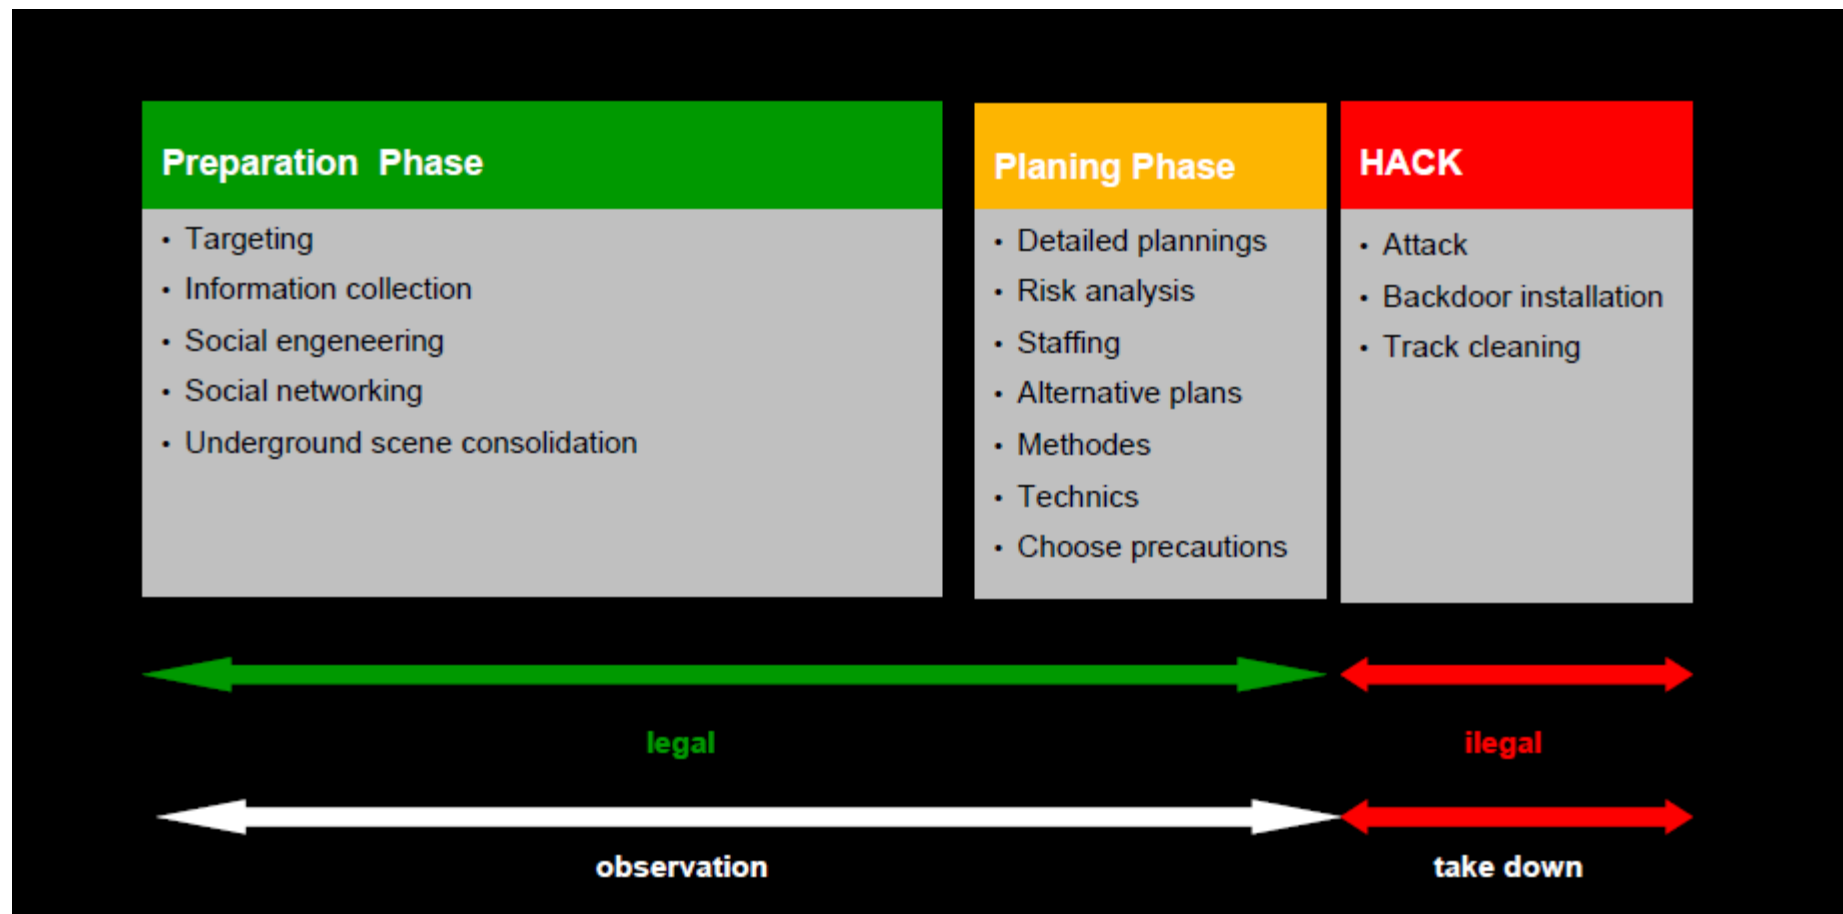 Preparation Phase
• Targeting
• Information collection
• Social engeneering
• Social networking
• Underground scene consolidation
Planing Phase
• Detailed plannings
• Risk analysis
• Staffing
• Alternative plans
• Methodes
• Technics
• Choose precautions
HACK
• Attack
• Backdoor installation
• Track cleaning
legal
ilegal
observation
take down